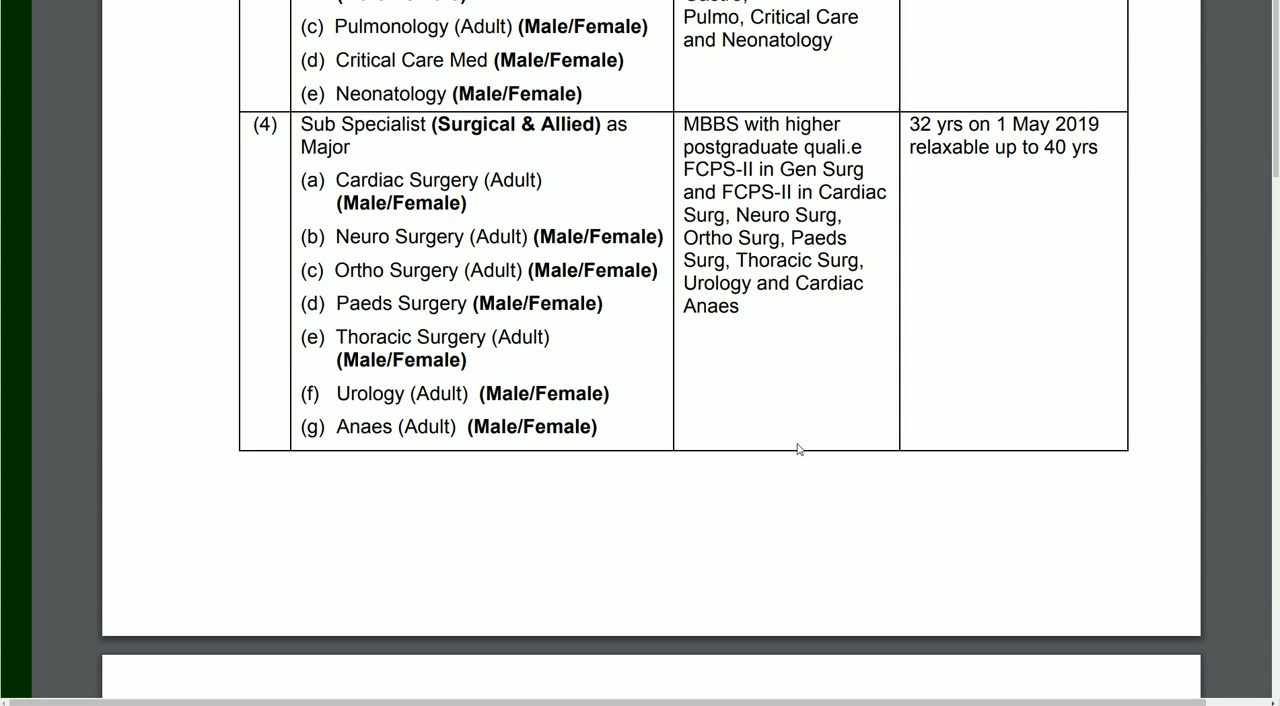 (c) Pulmonology (Adult) (Male/Female)
(d) Critical Care Med (Male/Female)
(e) Neonatology (Male/Female)
Pulmo, Critical Care
and Neonatology
(4)
Sub Specialist (Surgical & Allied) as
Major
(a) Cardiac Surgery (Adult)
(Male/Female)
(b) Neuro Surgery (Adult) (Male/Female)
(c) Ortho Surgery (Adult) (Male/Female)
(d) Paeds Surgery (Male/Female)
(e) Thoracic Surgery (Adult)
(Male/Female)
(f) Urology (Adult) (Male/Female)
(g) Anaes (Adult) (Male/Female)
MBBS with higher
postgraduate quali.e
FCPS-II in Gen Surg
and FCPS-II in Cardiac
Surg, Neuro Surg,
Ortho Surg, Paeds
Surg, Thoracic Surg,
Urology and Cardiac
Anaes
32 yrs on 1 May 2019
relaxable up to 40 yrs